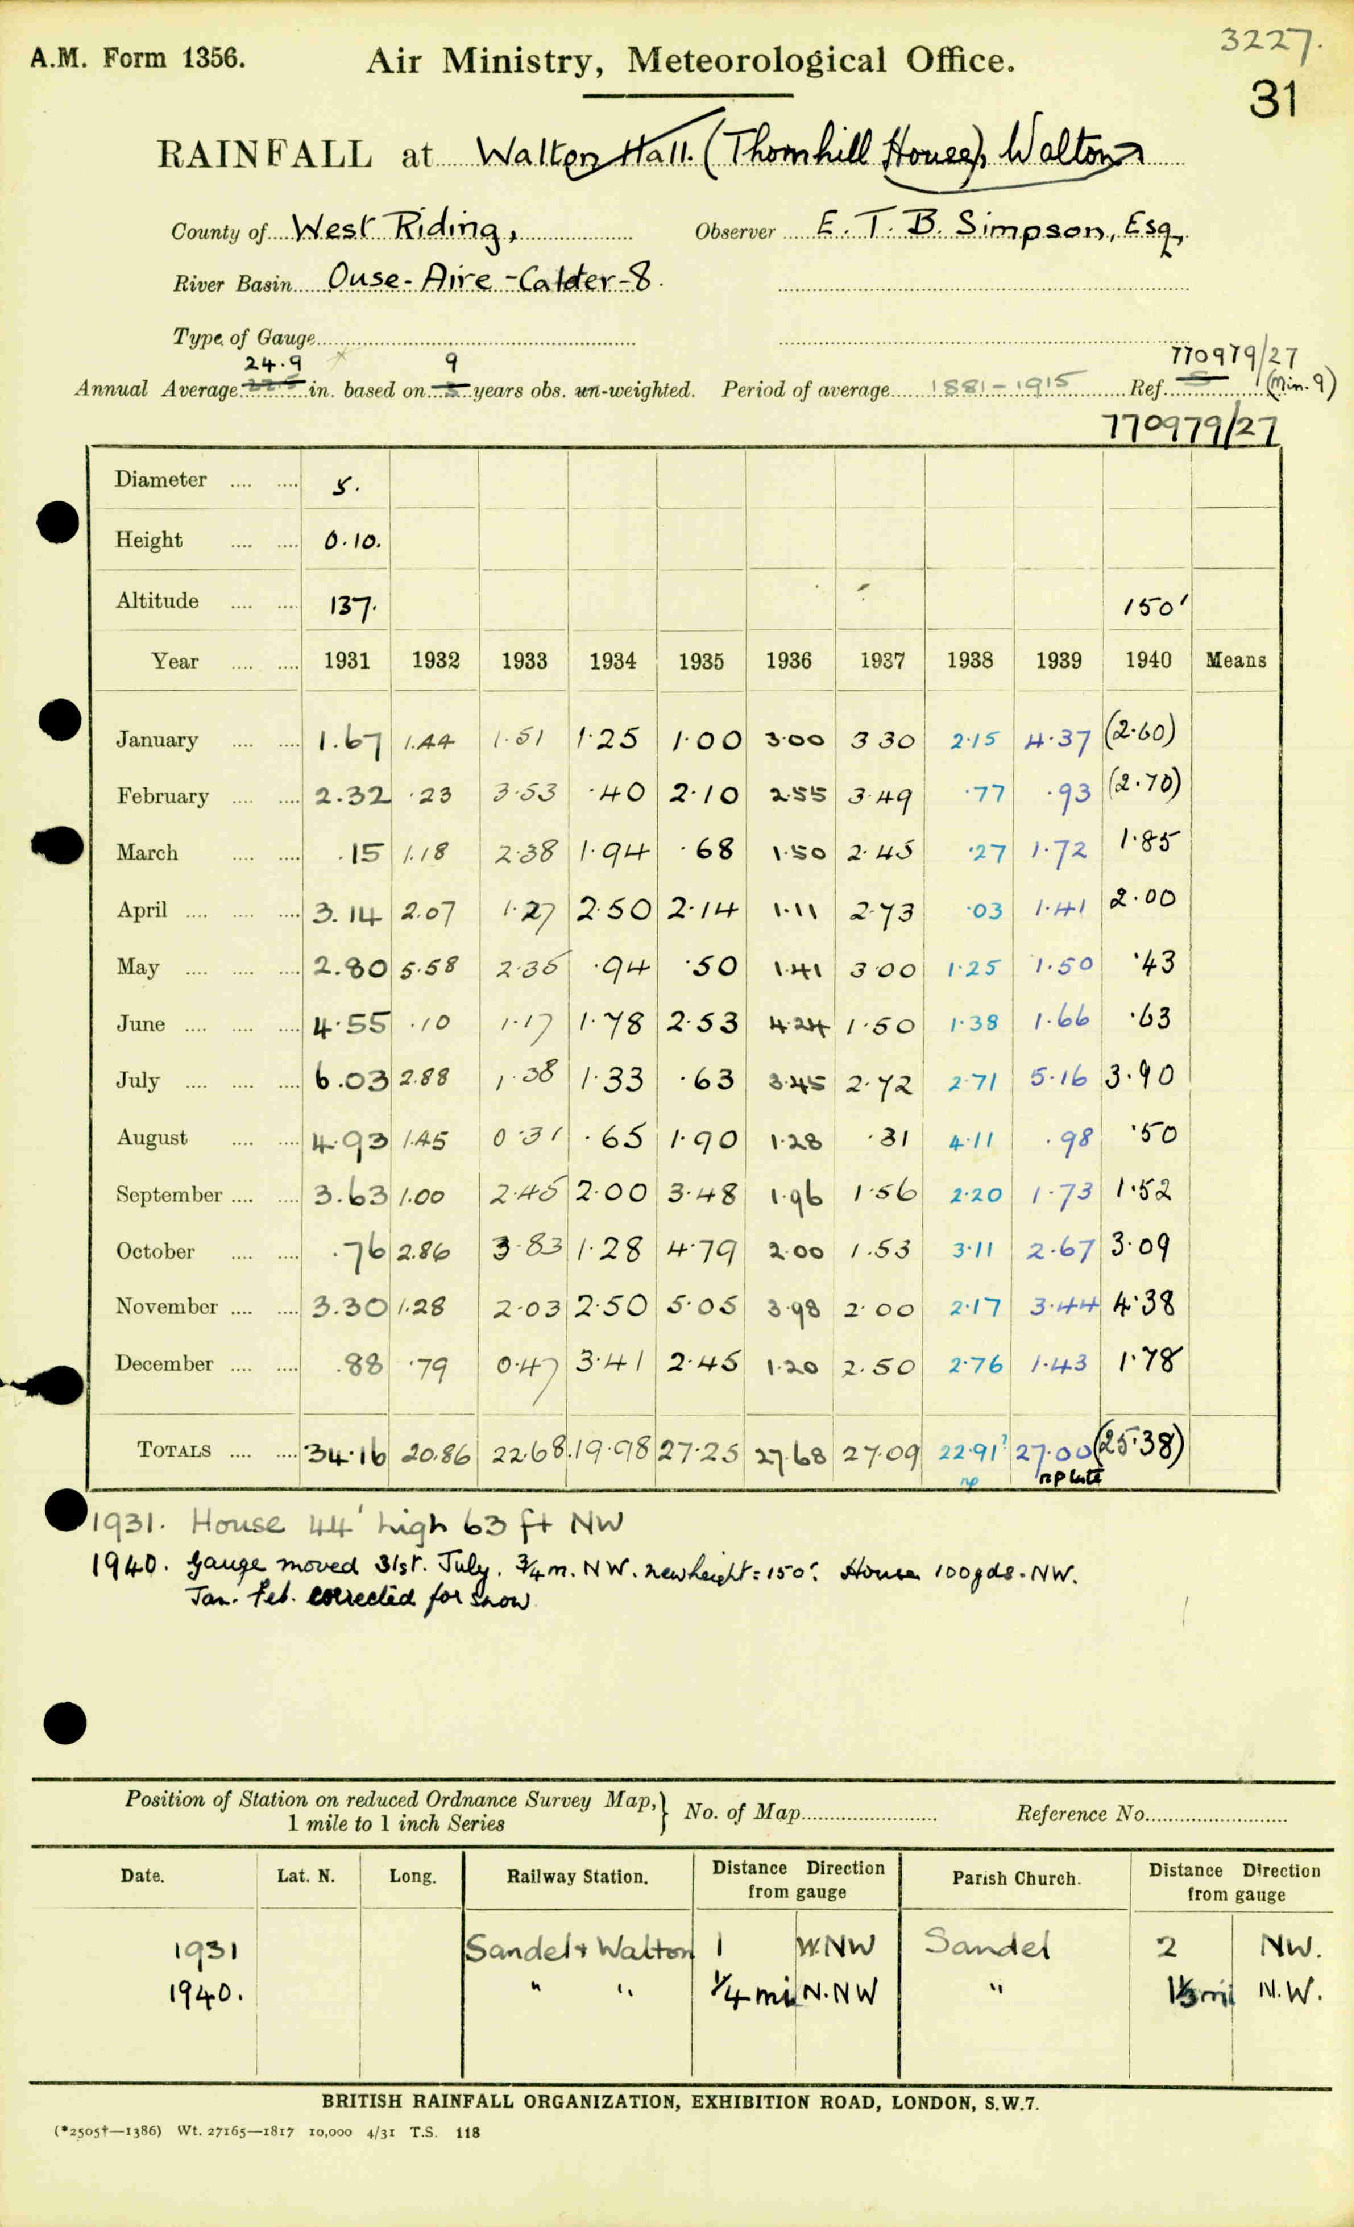 3227.
A.M. Form 1356. Air Ministry, Meteorological Office.
31
RAINFALL at Walton Hall. (Thornhill House), Walton
County of West Riding, Observer E. T. B. Simpson, Esq,
River Basin Ouse-Aire-Calder-8.
Type of Gauge
24.9 9 770979/27
Annual Average in. based on years obs. un-weighted. Period of average 1881-1915 Ref. 5 (Min. 9)
770979/27
Diameter .... .... 5.
Height .... .... 0.10.
Altitude .... .... 137. 150'
Year .... .... 1931 1932 1933 1934 1935 1936 1937 1938 1939 1940 Means
January .... .... 1.67 1.44 1.51 1.25 1.00 3.00 3 30 2.15 4.37 (2.60)
February .... .... 2.32 .23 3.53 .40 2.10 2.55 3.49 .77 .93 (2.70)
March .... .... .15 1.18 2.38 1.94 .68 1.50 2.45 .27 1.72 1.85
April .... .... .... 3.14 2.07 1.27 2.50 2.14 1.11 2.73 .03 1.41 2.00
May .... .... .... 2.80 5.58 2.35 .94 .50 1.41 3.00 1.25 1.50 .43
June .... .... .... 4.55 .10 1.17 1.78 2.53 4.24 1.50 1.38 1.66 .63
July .... .... .... 6.03 2.88 1.38 1.33 .63 3.45 2.72 2.71 5.16 3.90
August .... .... 4.93 1.45 0.31 .65 1.90 1.28 .31 4.11 .98 .50
September .... .... 3.63 1.00 2.45 2.00 3.48 1.96 1.56 2.20 1.73 1.52
October .... .... .76 2.86 3.83 1.28 4.79 2.00 1.53 3.11 2.67 3.09
November .... .... 3.30 1.28 2.03 2.50 5.05 3.98 2.00 2.17 3.44 4.38
December .... .... .88 .79 0.47 3.41 2.45 1.20 2.50 2.76 1.43 1.78
TOTALS .... .... 34.16 20.86 22.68. 19.98 27.25 27.68 27.09 22.91? 27.00 (25.38)
np np late
1931. House 44' high 63 ft NW
1940. Gauge moved 31st. July. 3/4 m. NW. new height = 150'. House 100 yds. NW.
Jan. Feb. corrected for snow
Position of Station on reduced Ordnance Survey Map, 1 mile to 1 inch Series } No. of Map Reference No.
Date. Lat. N. Long. Railway Station. Distance Direction from gauge Parish Church. Distance Direction from gauge
1931 Sandel & Walton 1 W.NW Sandel 2 NW.
1940. " " 1/4 mi N.NW " 1 1/3 mil N.W.
BRITISH RAINFALL ORGANIZATION, EXHIBITION ROAD, LONDON, S.W.7.
(*2505†—1386) Wt. 27165—1817 10,000 4/31 T.S. 118